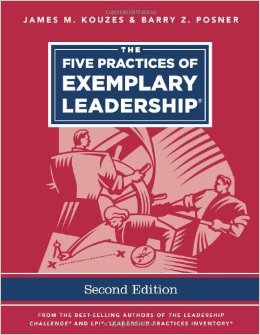 JAMES M. KOUZES & BARRY Z. POSNER
THE
FIVE PRACTICES OF
EXEMPLARY
LEADERSHIP®
Second Edition
FROM THE BEST-SELLING AUTHORS OF THE LEADERSHIP
CHALLENGE® AND LPI®: LEADERSHIP PRACTICES INVENTORY®